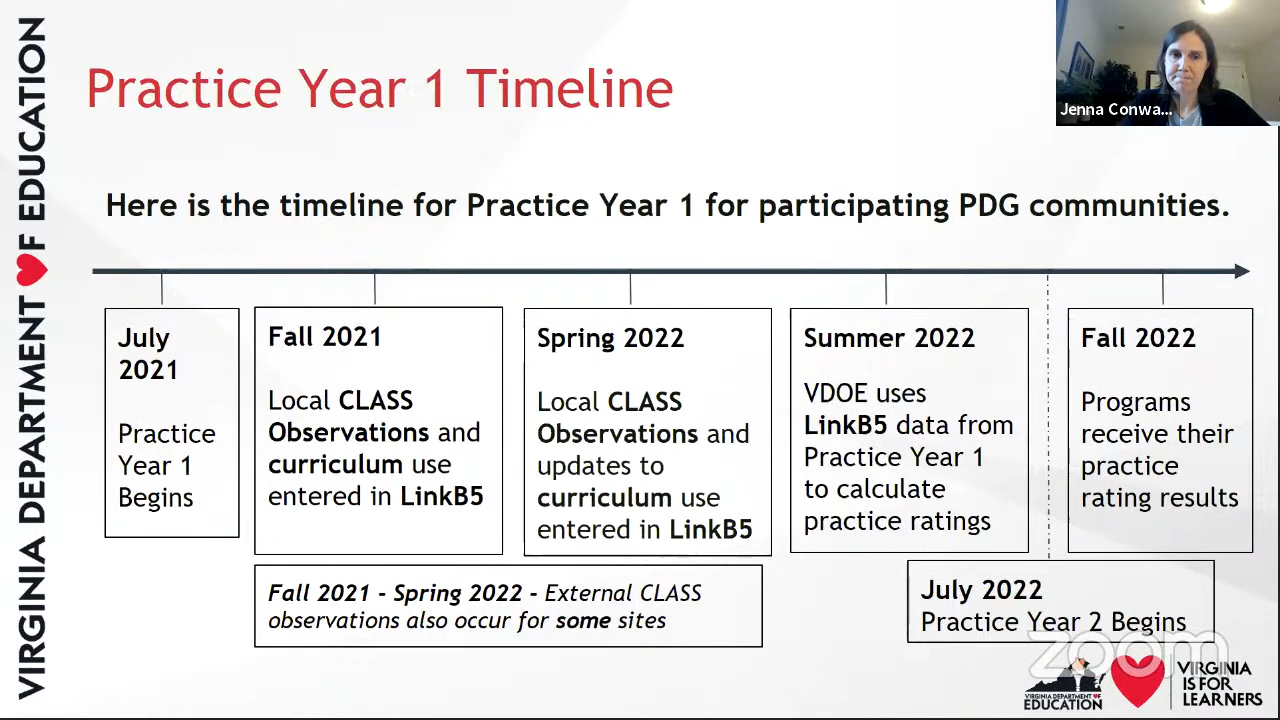 VIRGINIA DEPARTMENT OF EDUCATION
Practice Year 1 Timeline
Jenna Conwa...
Here is the timeline for Practice Year 1 for participating PDG communities.
July
2021
Practice
Year 1
Begins
Fall 2021
Local CLASS
Observations and
curriculum use
entered in LinkB5
Spring 2022
Local CLASS
Observations and
updates to
curriculum use
entered in LinkB5
Summer 2022
VDOE uses
LinkB5 data from
Practice Year 1
to calculate
practice ratings
Fall 2022
Programs
receive their
practice
rating results
Fall 2021 - Spring 2022 - External CLASS
observations also occur for some sites
July 2022
Practice Year 2 Begins
zoom
VIRGINIA DEPARTMENT OF
EDUCATION
VIRGINIA
IS FOR
LEARNERS